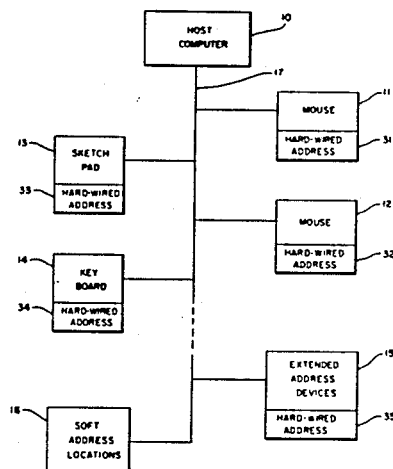 HOST
COMPUTER
10
17
MOUSE
11
HARD-WIRED
ADDRESS
31
13
SKETCH
PAD
33
HARD-WIRED
ADDRESS
MOUSE
12
HARD-WIRED
ADDRESS
32
14
KEY
BOARD
34
HARD-WIRED
ADDRESS
EXTENDED
ADDRESS
DEVICES
15
HARD-WIRED
ADDRESS
35
16
SOFT
ADDRESS
LOCATIONS